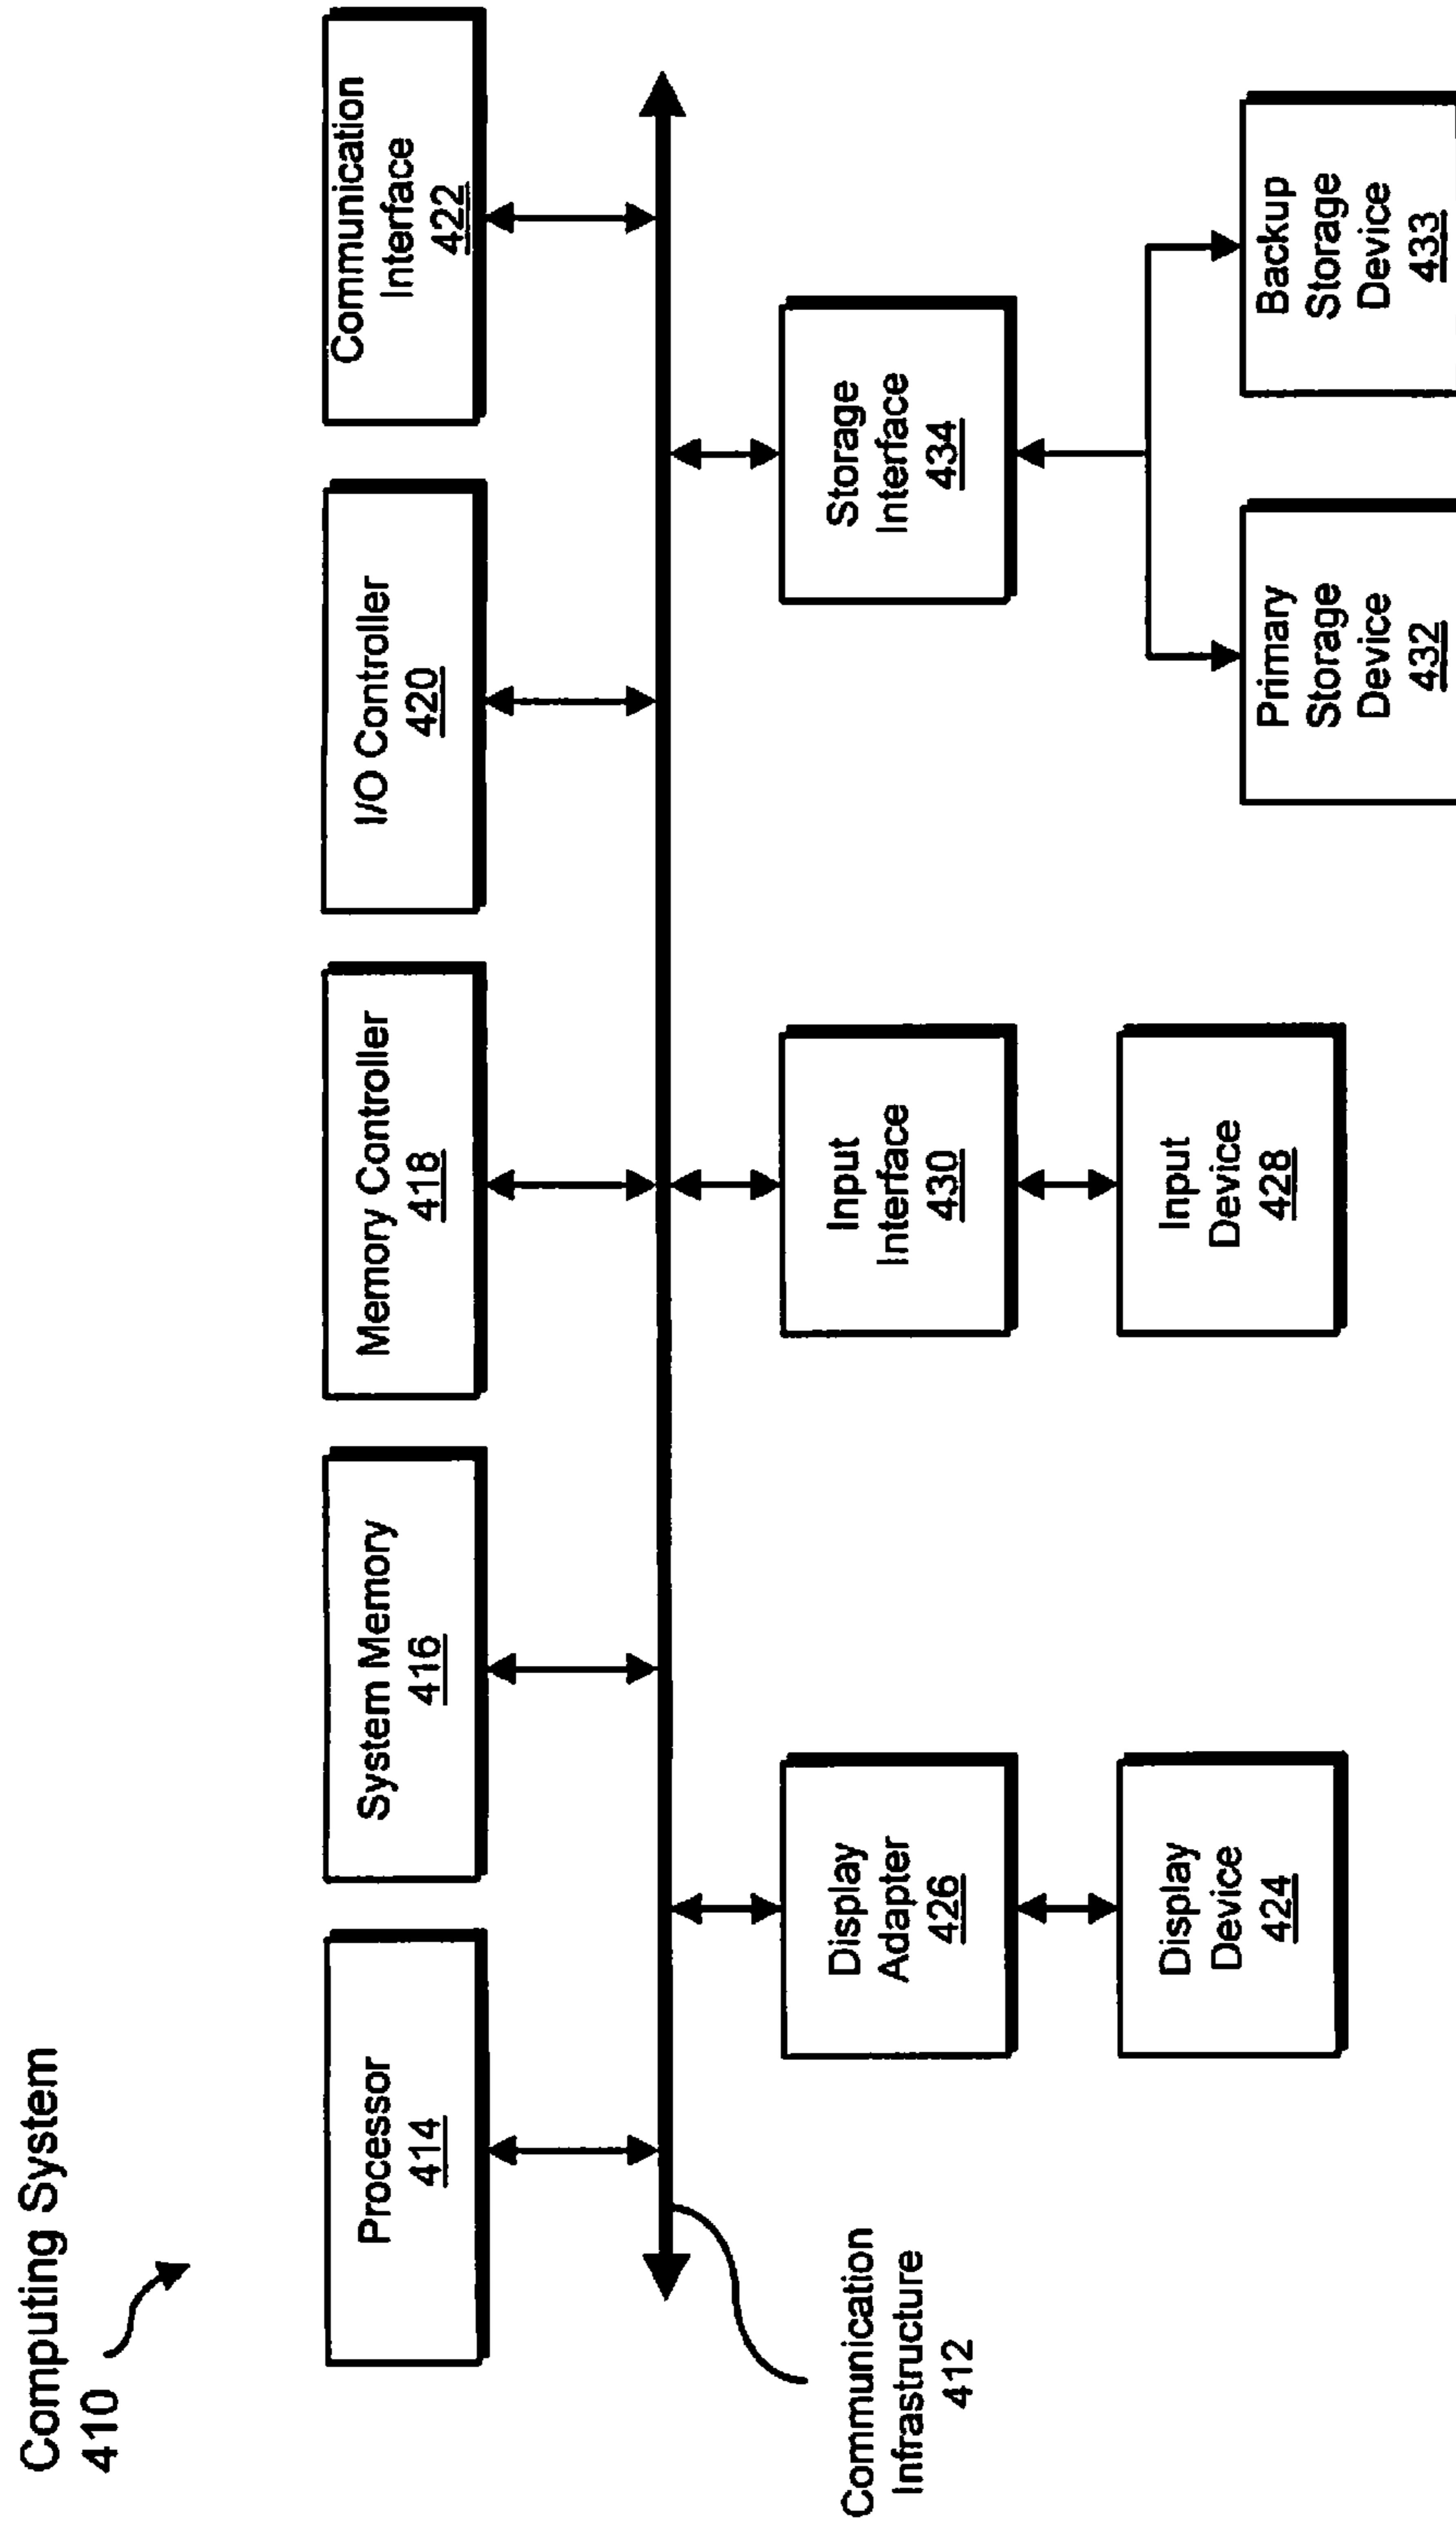 Computing System
410
Processor
414
System Memory
416
Memory Controller
418
I/O Controller
420
Communication
Interface
422
Communication
Infrastructure
412
Display
Adapter
426
Input
Interface
430
Storage
Interface
434
Display
Device
424
Input
Device
428
Primary
Storage
Device
432
Backup
Storage
Device
433